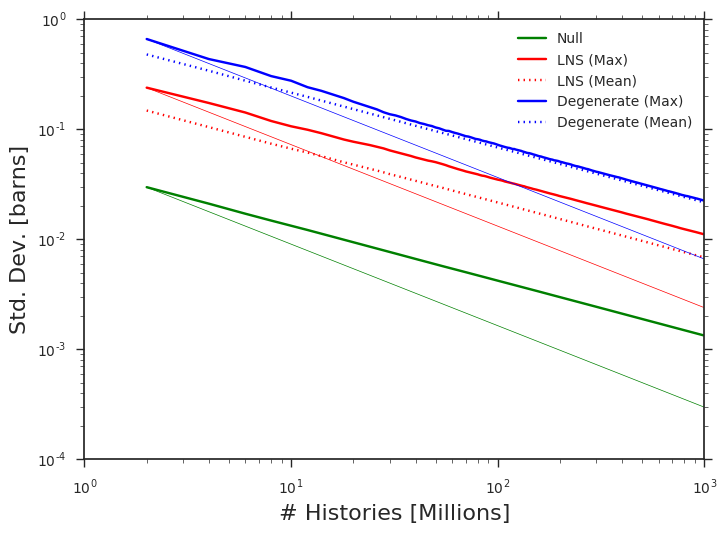 10^0
10^-1
10^-2
10^-3
10^-4
Std. Dev. [barns]
Null
LNS (Max)
LNS (Mean)
Degenerate (Max)
Degenerate (Mean)
10^0 10^1 10^2 10^3
# Histories [Millions]